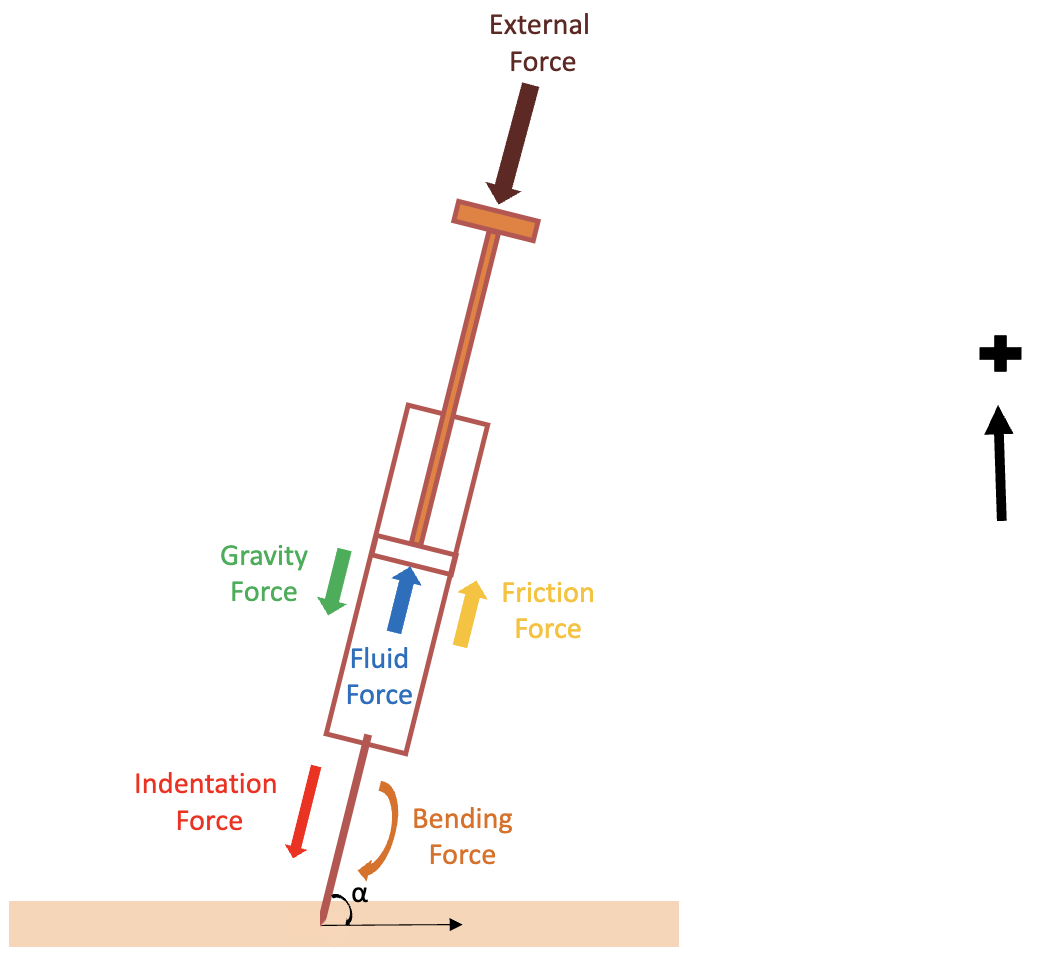 External
Force
Gravity
Force
Friction
Force
Fluid
Force
Indentation
Force
Bending
Force
α